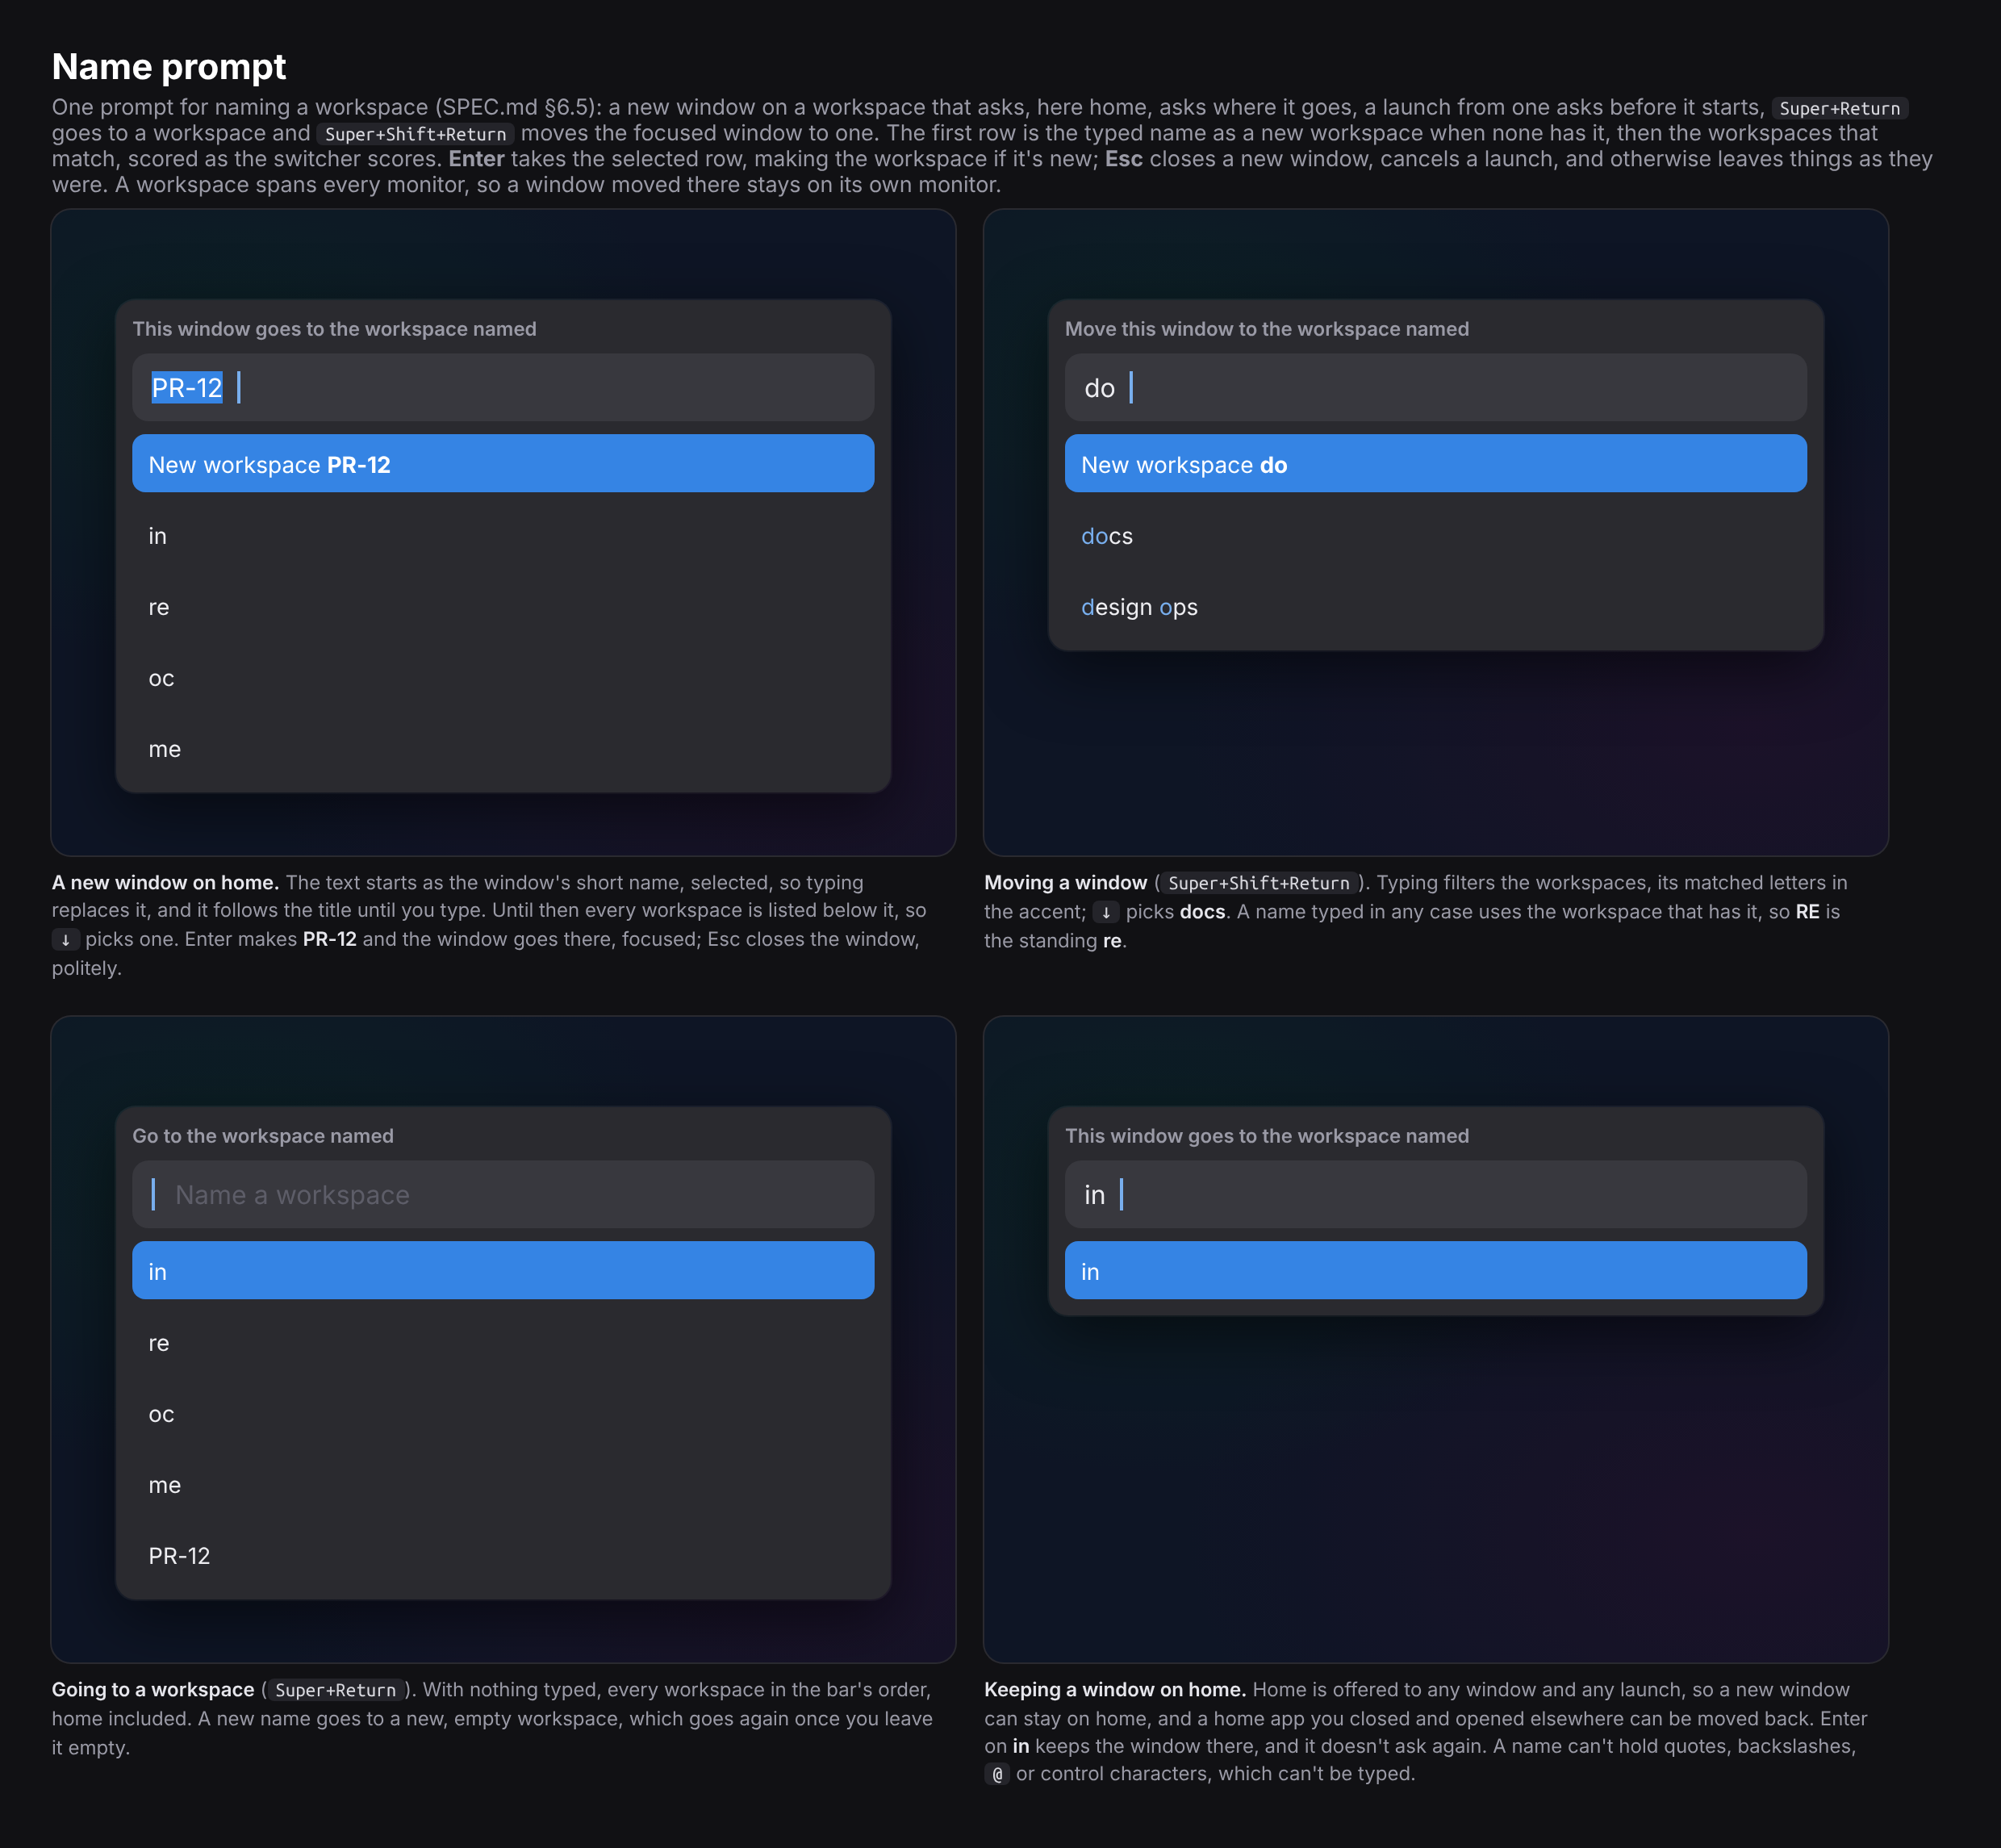 Name prompt
One prompt for naming a workspace (SPEC.md §6.5): a new window on a workspace that asks, here home, asks where it goes, a launch from one asks before it starts, Super+Return
goes to a workspace and Super+Shift+Return moves the focused window to one. The first row is the typed name as a new workspace when none has it, then the workspaces that
match, scored as the switcher scores. Enter takes the selected row, making the workspace if it's new; Esc closes a new window, cancels a launch, and otherwise leaves things as they
were. A workspace spans every monitor, so a window moved there stays on its own monitor.
This window goes to the workspace named
PR-12
New workspace PR-12
in
re
oc
me
A new window on home. The text starts as the window's short name, selected, so typing
replaces it, and it follows the title until you type. Until then every workspace is listed below it, so
↓ picks one. Enter makes PR-12 and the window goes there, focused; Esc closes the window,
politely.
Move this window to the workspace named
do
New workspace do
docs
design ops
Moving a window (Super+Shift+Return). Typing filters the workspaces, its matched letters in
the accent; ↓ picks docs. A name typed in any case uses the workspace that has it, so RE is
the standing re.
Go to the workspace named
Name a workspace
in
re
oc
me
PR-12
Going to a workspace (Super+Return). With nothing typed, every workspace in the bar's order,
home included. A new name goes to a new, empty workspace, which goes again once you leave
it empty.
This window goes to the workspace named
in
in
Keeping a window on home. Home is offered to any window and any launch, so a new window
can stay on home, and a home app you closed and opened elsewhere can be moved back. Enter
on in keeps the window there, and it doesn't ask again. A name can't hold quotes, backslashes,
@ or control characters, which can't be typed.